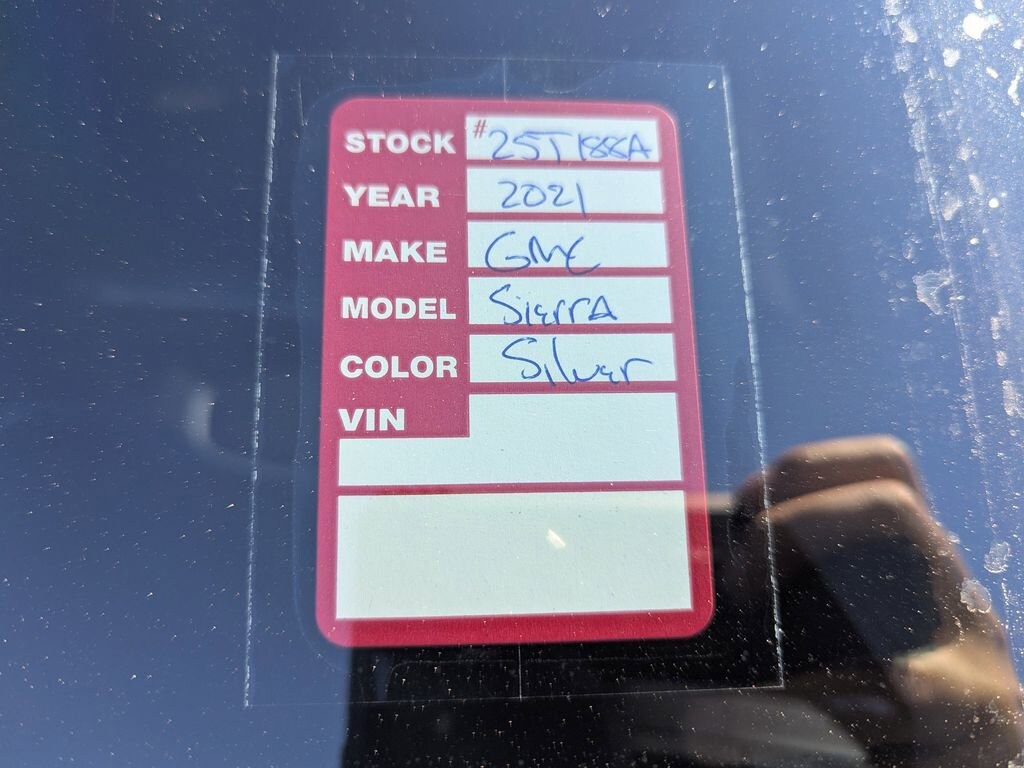 STOCK #25T188A
YEAR 2021
MAKE GMC
MODEL SierrA
COLOR Silver
VIN